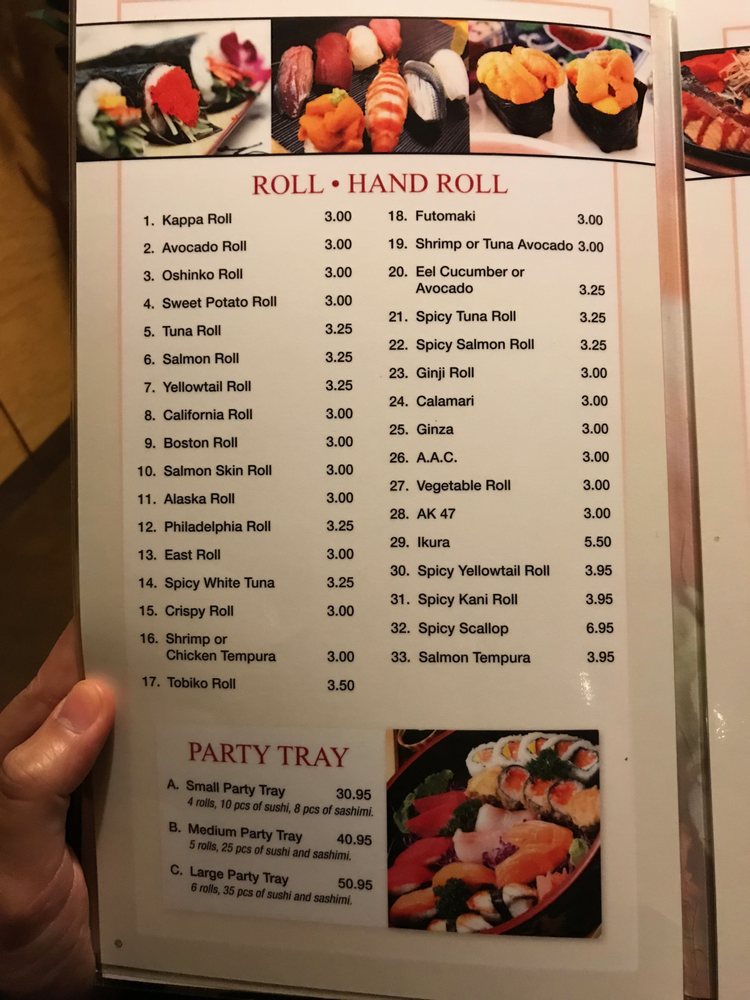 ROLL • HAND ROLL
1. Kappa Roll 3.00
2. Avocado Roll 3.00
3. Oshinko Roll 3.00
4. Sweet Potato Roll 3.00
5. Tuna Roll 3.25
6. Salmon Roll 3.25
7. Yellowtail Roll 3.25
8. California Roll 3.00
9. Boston Roll 3.00
10. Salmon Skin Roll 3.00
11. Alaska Roll 3.00
12. Philadelphia Roll 3.25
13. East Roll 3.00
14. Spicy White Tuna 3.25
15. Crispy Roll 3.00
16. Shrimp or
Chicken Tempura 3.00
17. Tobiko Roll 3.50
18. Futomaki 3.00
19. Shrimp or Tuna Avocado 3.00
20. Eel Cucumber or
Avocado 3.25
21. Spicy Tuna Roll 3.25
22. Spicy Salmon Roll 3.25
23. Ginji Roll 3.00
24. Calamari 3.00
25. Ginza 3.00
26. A.A.C. 3.00
27. Vegetable Roll 3.00
28. AK 47 3.00
29. Ikura 5.50
30. Spicy Yellowtail Roll 3.95
31. Spicy Kani Roll 3.95
32. Spicy Scallop 6.95
33. Salmon Tempura 3.95
PARTY TRAY
A. Small Party Tray 30.95
4 rolls, 10 pcs of sushi, 8 pcs of sashimi.
B. Medium Party Tray 40.95
5 rolls, 25 pcs of sushi and sashimi.
C. Large Party Tray 50.95
6 rolls, 35 pcs of sushi and sashimi.